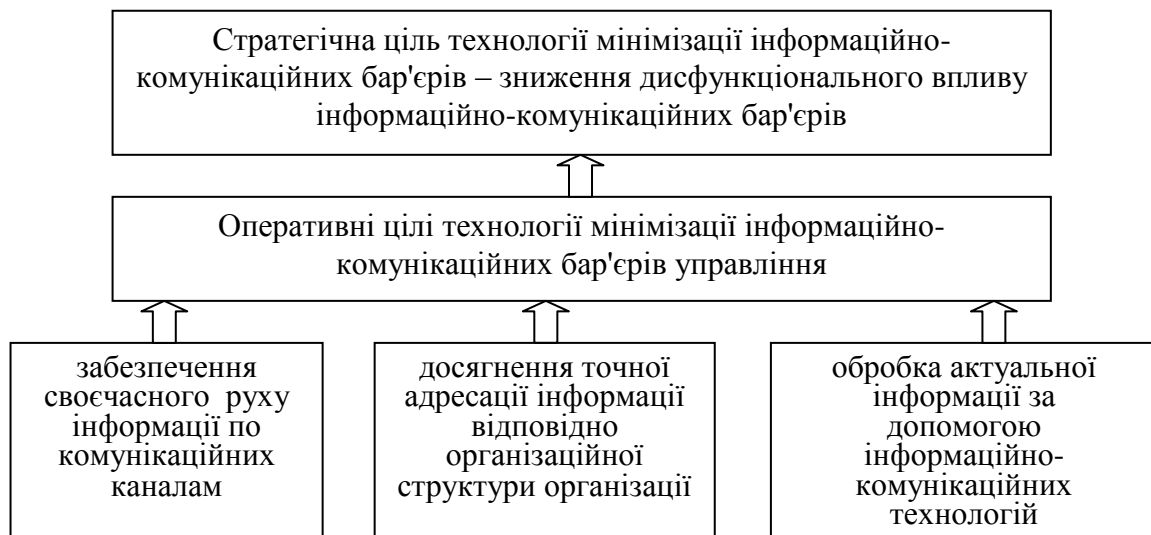 Стратегічна ціль технології мінімізації інформаційно-
комунікаційних бар'єрів – зниження дисфункціонального впливу
інформаційно-комунікаційних бар'єрів
Оперативні цілі технології мінімізації інформаційно-
комунікаційних бар'єрів управління
забезпечення
своєчасного руху
інформації по
комунікаційних
каналам
досягнення точної
адресації інформації
відповідно
організаційної
структури організації
обробка актуальної
інформації за
допомогою
інформаційно-
комунікаційних
технологій